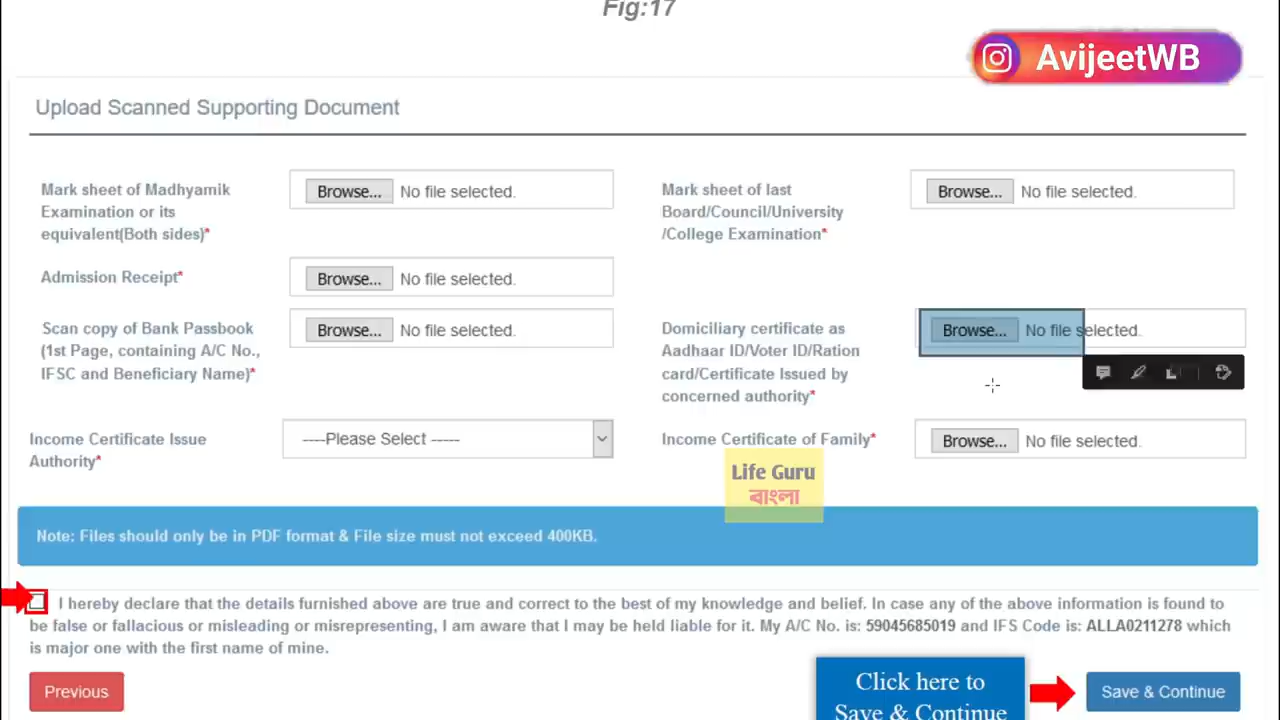 Fig:17
AvijeetWB
Upload Scanned Supporting Document
Mark sheet of Madhyamik
Examination or its
equivalent(Both sides)*
Browse... No file selected.
Mark sheet of last
Board/Council/University
/College Examination*
Browse... No file selected.
Admission Receipt*
Browse... No file selected.
Scan copy of Bank Passbook
(1st Page, containing A/C No.,
IFSC and Beneficiary Name)*
Browse... No file selected.
Domiciliary certificate as
Aadhaar ID/Voter ID/Ration
card/Certificate Issued by
concerned authority*
Browse... No file selected.
Income Certificate Issue
Authority*
----Please Select -----
Income Certificate of Family*
Browse... No file selected.
Life Guru
বাংলা
Note: Files should only be in PDF format & File size must not exceed 400KB.
I hereby declare that the details furnished above are true and correct to the best of my knowledge and belief. In case any of the above information is found to
be false or fallacious or misleading or misrepresenting, I am aware that I may be held liable for it. My A/C No. is: 59045685019 and IFS Code is: ALLA0211278 which
is major one with the first name of mine.
Previous
Click here to
Save & Continue
Save & Continue